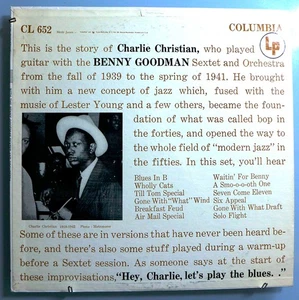 CL 652
COLUMBIA
Lp
This is the story of Charlie Christian, who played
guitar with the BENNY GOODMAN Sextet and Orchestra
from the fall of 1939 to the spring of 1941. He brought
with him a new concept of jazz which, fused with the
music of Lester Young and a few others, became the foun-
dation of what was called bop in
the forties, and opened the way to
the whole field of "modern jazz" in
the fifties. In this set, you'll hear
Blues In B
Wholly Cats
Till Tom Special
Gone With "What" Wind
Breakfast Feud
Air Mail Special
Waitin' For Benny
A Smo-o-o-oth One
Seven Come Eleven
Six Appeal
Gone With What Draft
Solo Flight
Charlie Christian
Some of these are in versions that have never been heard be-
fore, and there's also some stuff played during a warm-up
before a Sextet session. As someone says at the start of
these improvisations, "Hey, Charlie, let's play the blues. . ."